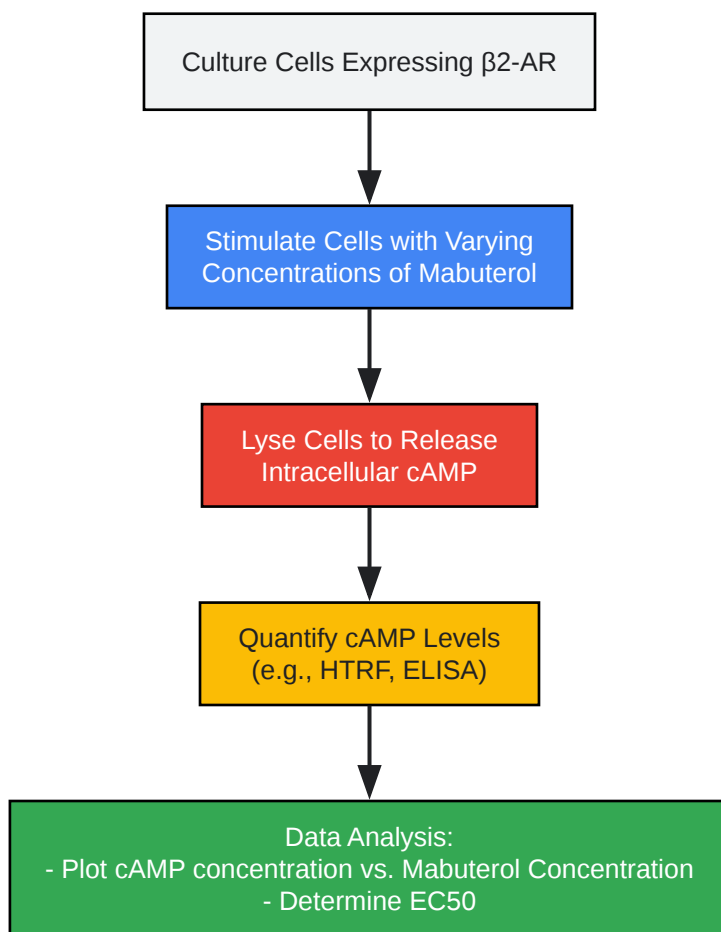 Culture Cells Expressing β2-AR
Stimulate Cells with Varying
Concentrations of Mabuterol
Lyse Cells to Release
Intracellular cAMP
Quantify cAMP Levels
(e.g., HTRF, ELISA)
Data Analysis:
- Plot cAMP concentration vs. Mabuterol Concentration
- Determine EC50